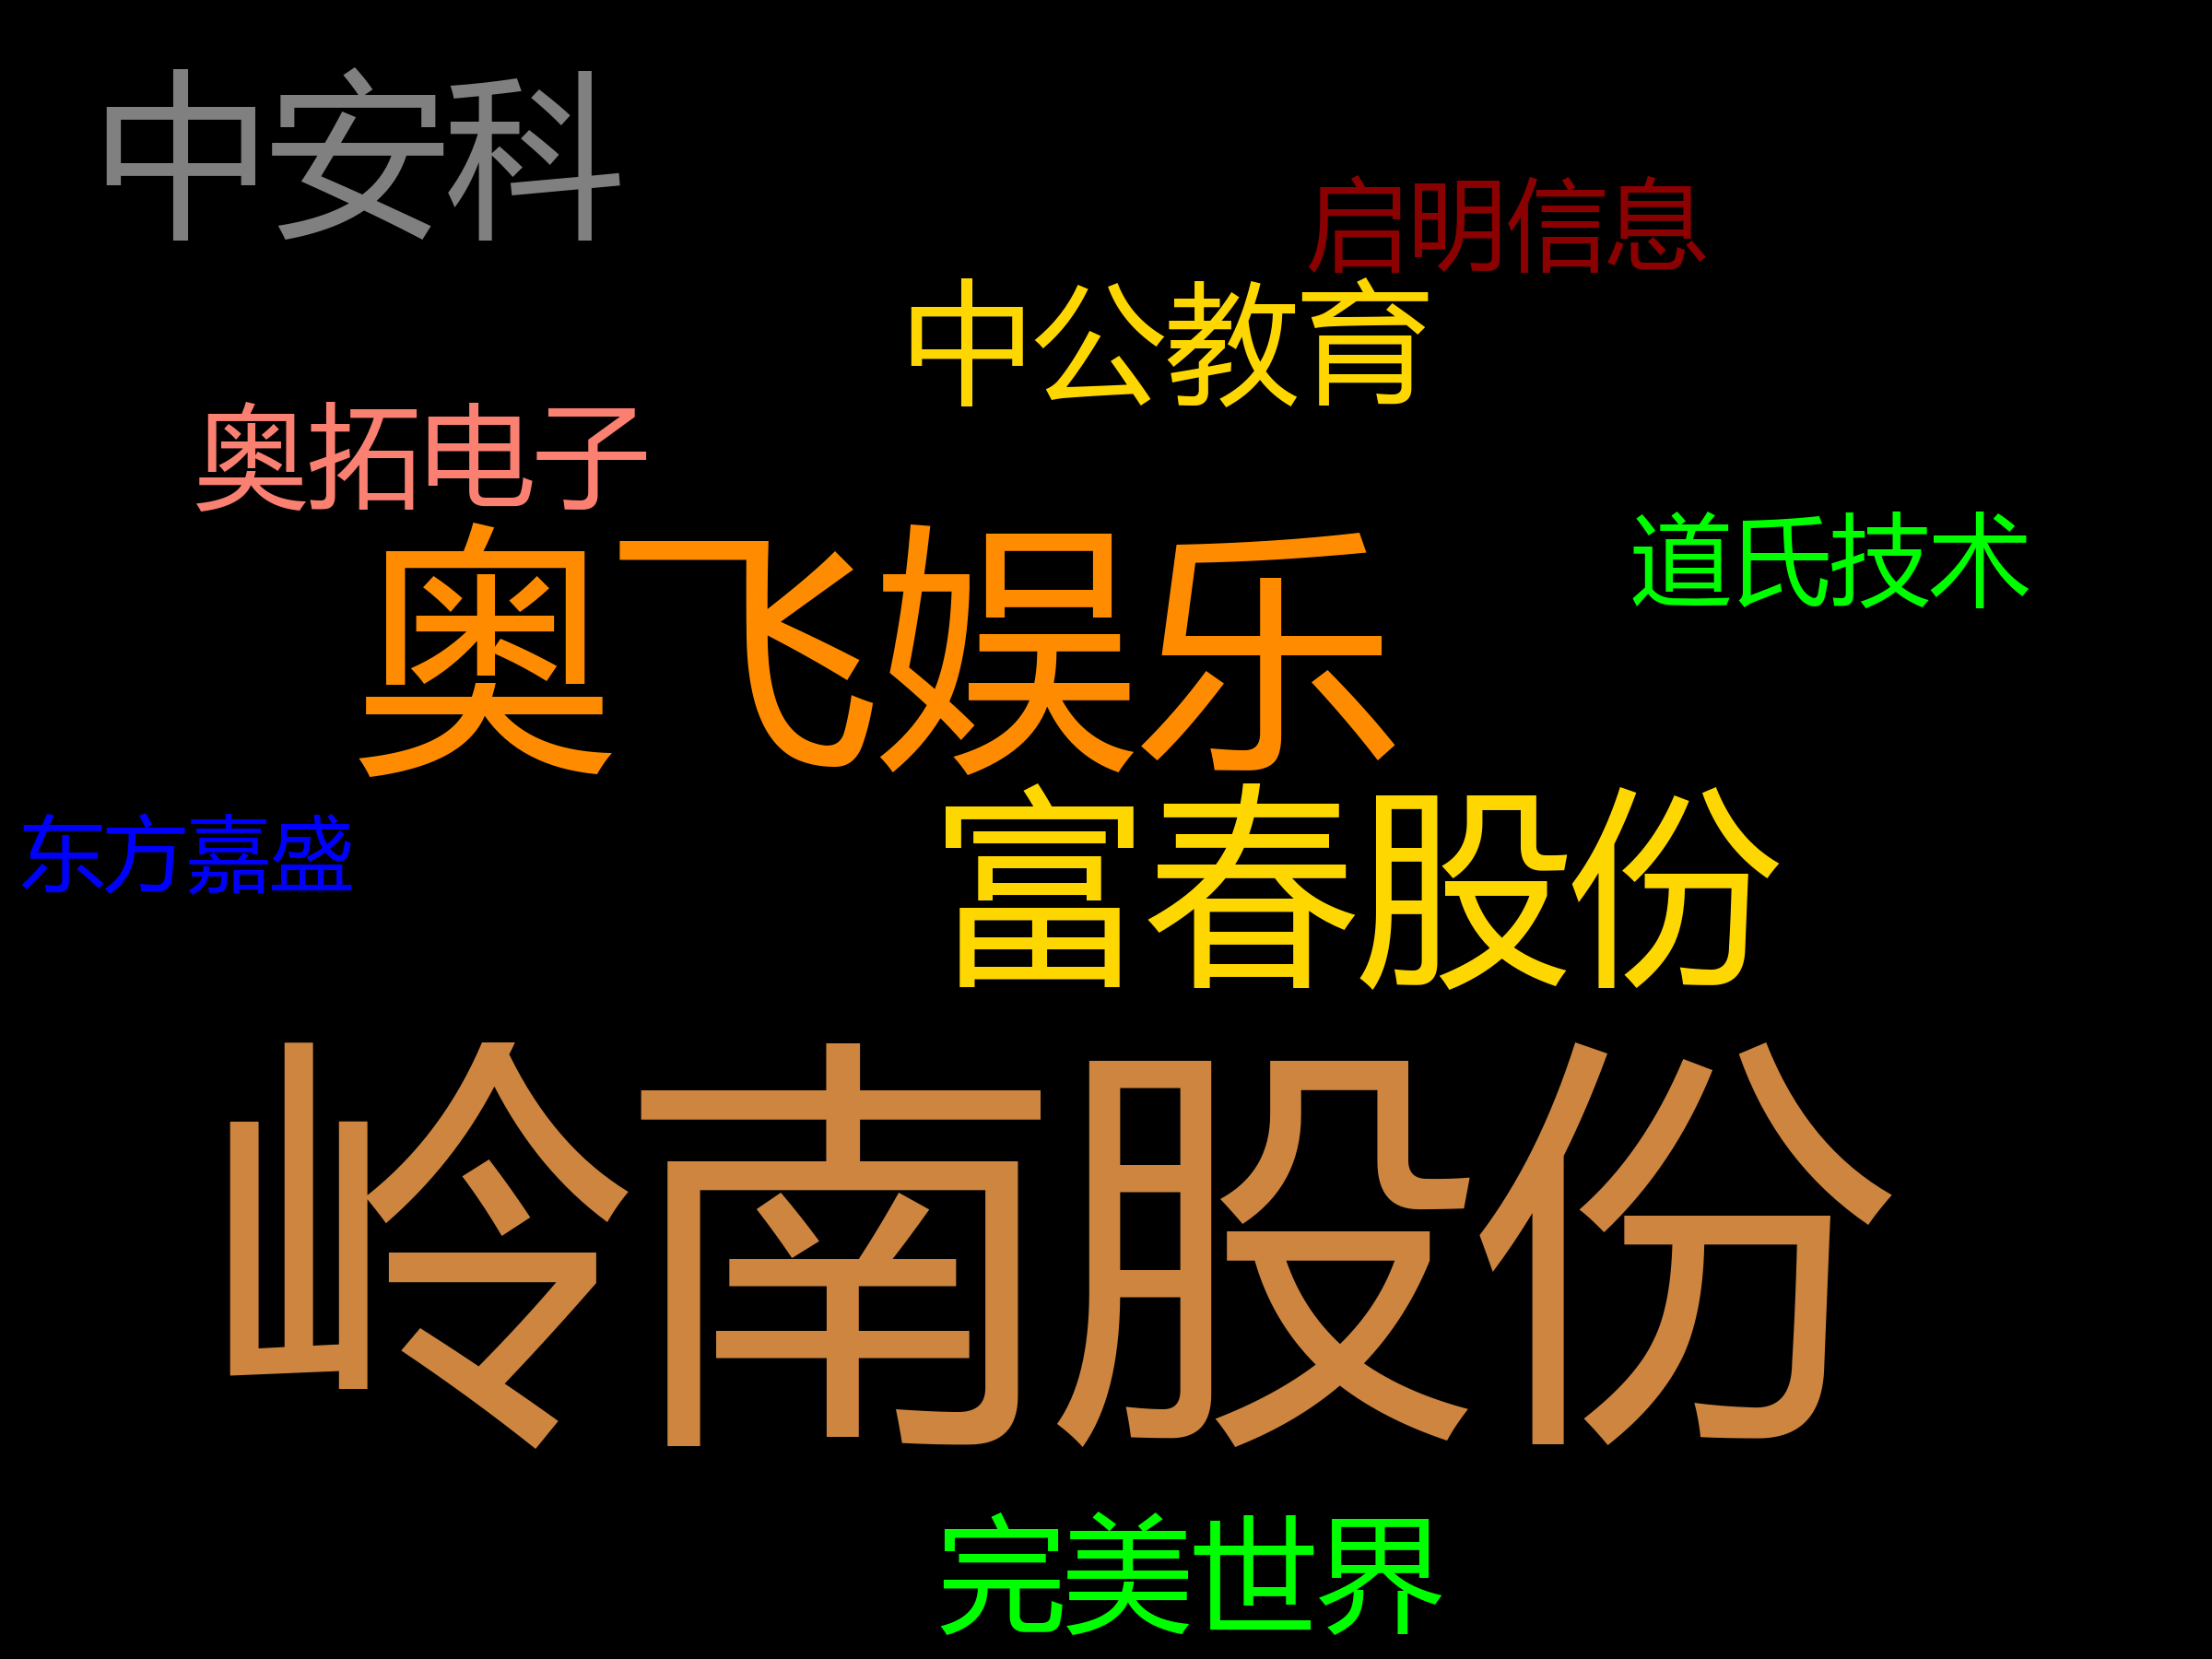 中安科
启明信息
中公教育
奥拓电子
道氏技术
奥飞娱乐
东方嘉盛
富春股份
岭南股份
完美世界